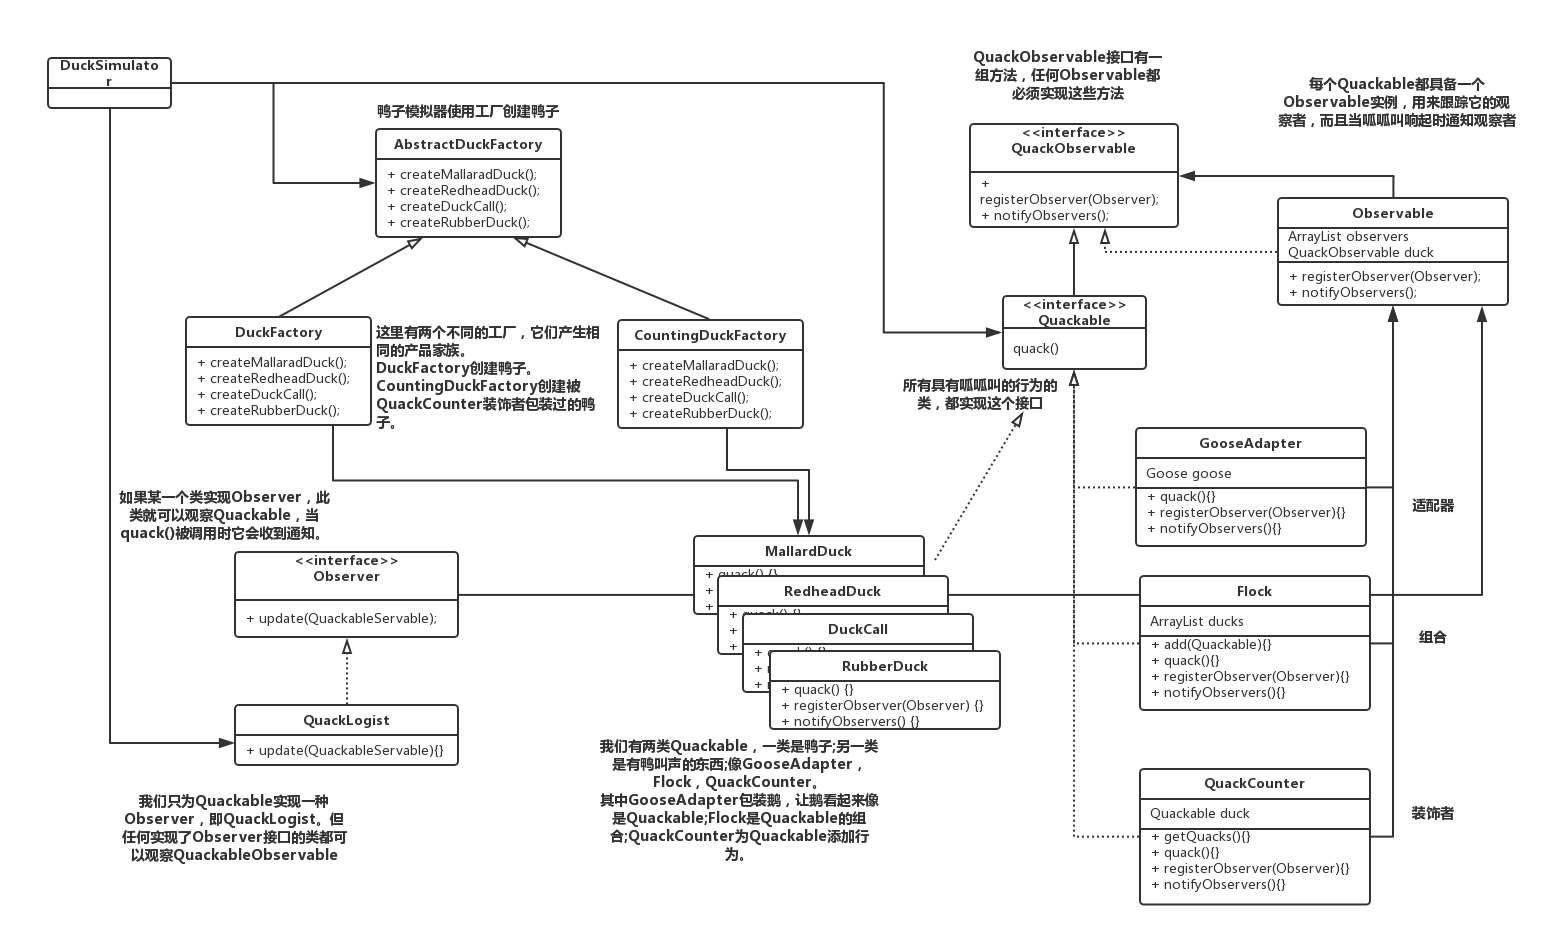 DuckSimulato
r
鸭子模拟器使用工厂创建鸭子
AbstractDuckFactory
+ createMallaradDuck();
+ createRedheadDuck();
+ createDuckCall();
+ createRubberDuck();
QuackObservable接口有一
组方法，任何Observable都
必须实现这些方法
<<interface>>
QuackObservable
+
registerObserver(Observer);
+ notifyObservers();
每个Quackable都具备一个
Observable实例，用来跟踪它的观
察者，而且当呱呱叫响起时通知观察者
Observable
ArrayList observers
QuackObservable duck
+ registerObserver(Observer);
+ notifyObservers();
DuckFactory
+ createMallaradDuck();
+ createRedheadDuck();
+ createDuckCall();
+ createRubberDuck();
这里有两个不同的工厂，它们产生相
同的产品家族。
DuckFactory创建鸭子。
CountingDuckFactory创建被
QuackCounter装饰者包装过的鸭
子。
CountingDuckFactory
+ createMallaradDuck();
+ createRedheadDuck();
+ createDuckCall();
+ createRubberDuck();
<<interface>>
Quackable
quack()
所有具有呱呱叫的行为的
类，都实现这个接口
GooseAdapter
Goose goose
+ quack(){}
+ registerObserver(Observer){}
+ notifyObservers(){}
适配器
如果某一个类实现Observer，此
类就可以观察Quackable，当
quack()被调用时它会收到通知。
<<interface>>
Observer
+ update(QuackableServable);
MallardDuck
+ quack() {}
+
+
RedheadDuck
+ quack() {}
+
+
DuckCall
+ quack() {}
+ r
+ r
RubberDuck
+ quack() {}
+ registerObserver(Observer) {}
+ notifyObservers() {}
Flock
ArrayList ducks
+ add(Quackable){}
+ quack(){}
+ registerObserver(Observer){}
+ notifyObservers(){}
组合
QuackLogist
+ update(QuackableServable){}
我们只为Quackable实现一种
Observer，即QuackLogist。但
任何实现了Observer接口的类都可
以观察QuackableObservable
我们有两类Quackable，一类是鸭子;另一类
是有鸭叫声的东西;像GooseAdapter，
Flock，QuackCounter。
其中GooseAdapter包装鹅，让鹅看起来像
是Quackable;Flock是Quackable的组
合;QuackCounter为Quackable添加行
为。
QuackCounter
Quackable duck
+ getQuacks(){}
+ quack(){}
+ registerObserver(Observer){}
+ notifyObservers(){}
装饰者